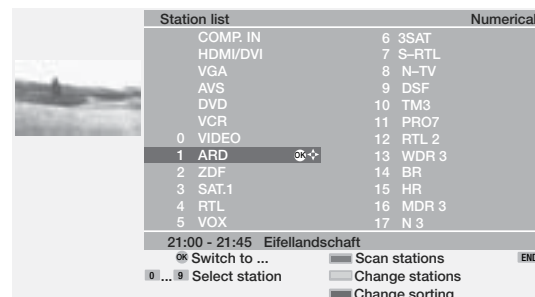 Station list Numerical
COMP. IN
HDMI/DVI
VGA
AVS
DVD
VCR
0 VIDEO
1 ARD OK
2 ZDF
3 SAT.1
4 RTL
5 VOX
6 3SAT
7 S–RTL
8 N–TV
9 DSF
10 TM3
11 PRO7
12 RTL 2
13 WDR 3
14 BR
15 HR
16 MDR 3
17 N 3
21:00 - 21:45 Eifellandschaft
OK Switch to ...
0 ... 9 Select station
Scan stations
Change stations
Change sorting
END